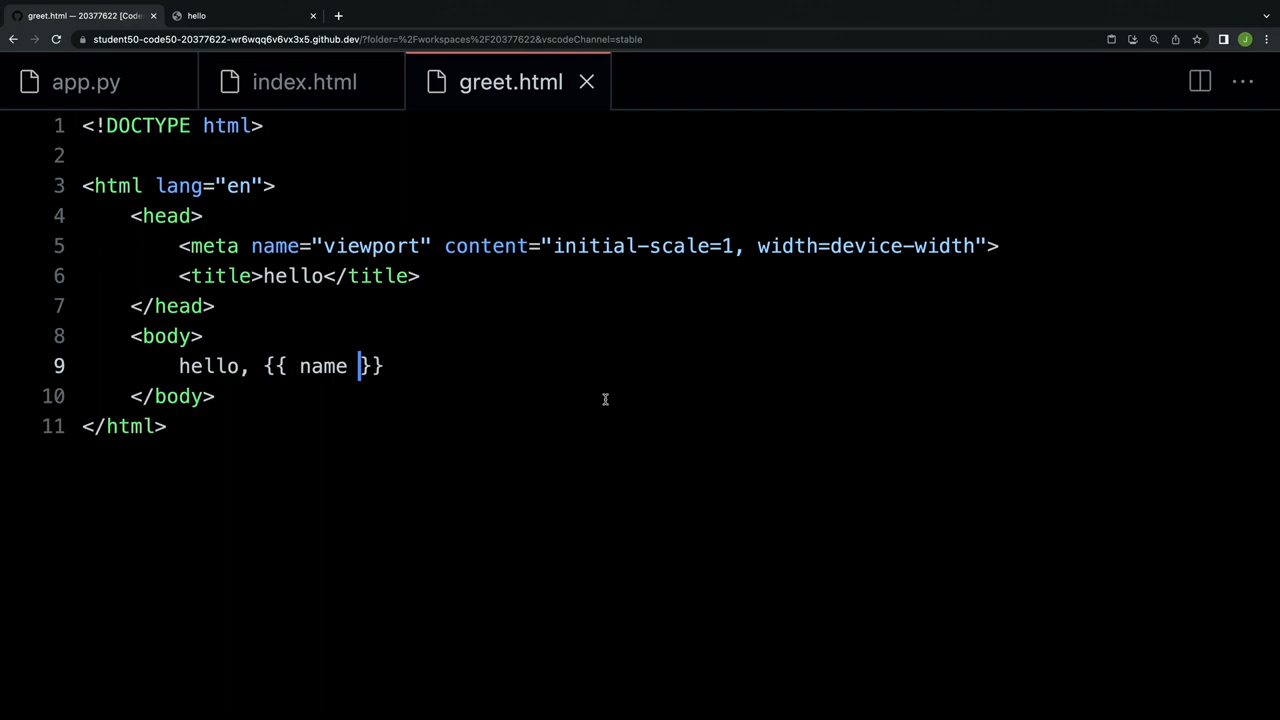 greet.html — 20377622 [Code
hello
student50-code50-20377622-wr6wqq6v6vx3x5.github.dev/?folder=%2Fworkspaces%2F20377622&vscodeChannel=stable
J
app.py
index.html
greet.html
1 <!DOCTYPE html>
2
3 <html lang="en">
4 <head>
5 <meta name="viewport" content="initial-scale=1, width=device-width">
6 <title>hello</title>
7 </head>
8 <body>
9 hello, {{ name }}
10 </body>
11 </html>